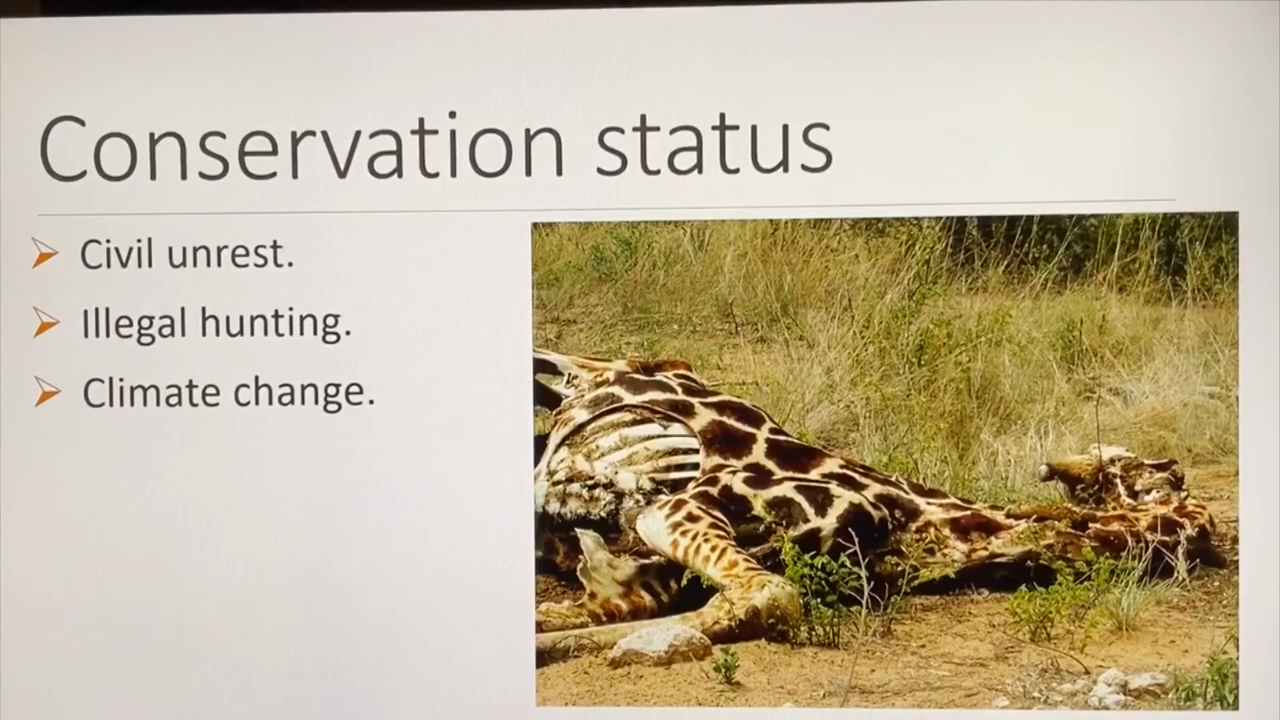 Conservation status
Civil unrest.
Illegal hunting.
Climate change.